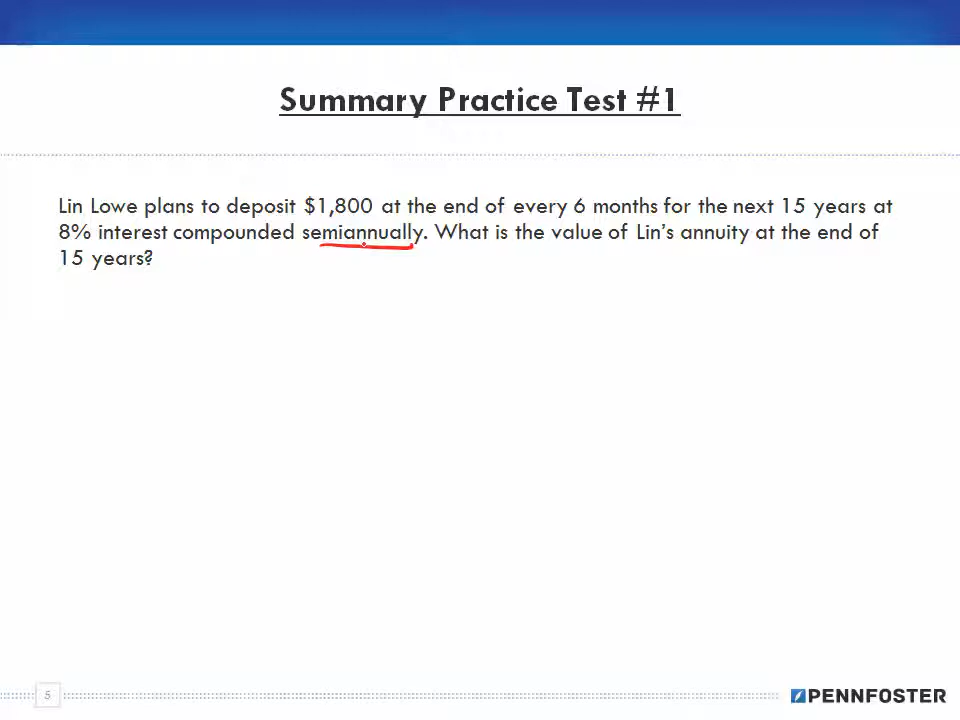 Summary Practice Test #1
Lin Lowe plans to deposit $1,800 at the end of every 6 months for the next 15 years at
8% interest compounded semiannually. What is the value of Lin's annuity at the end of
15 years?
5
PENNFOSTER